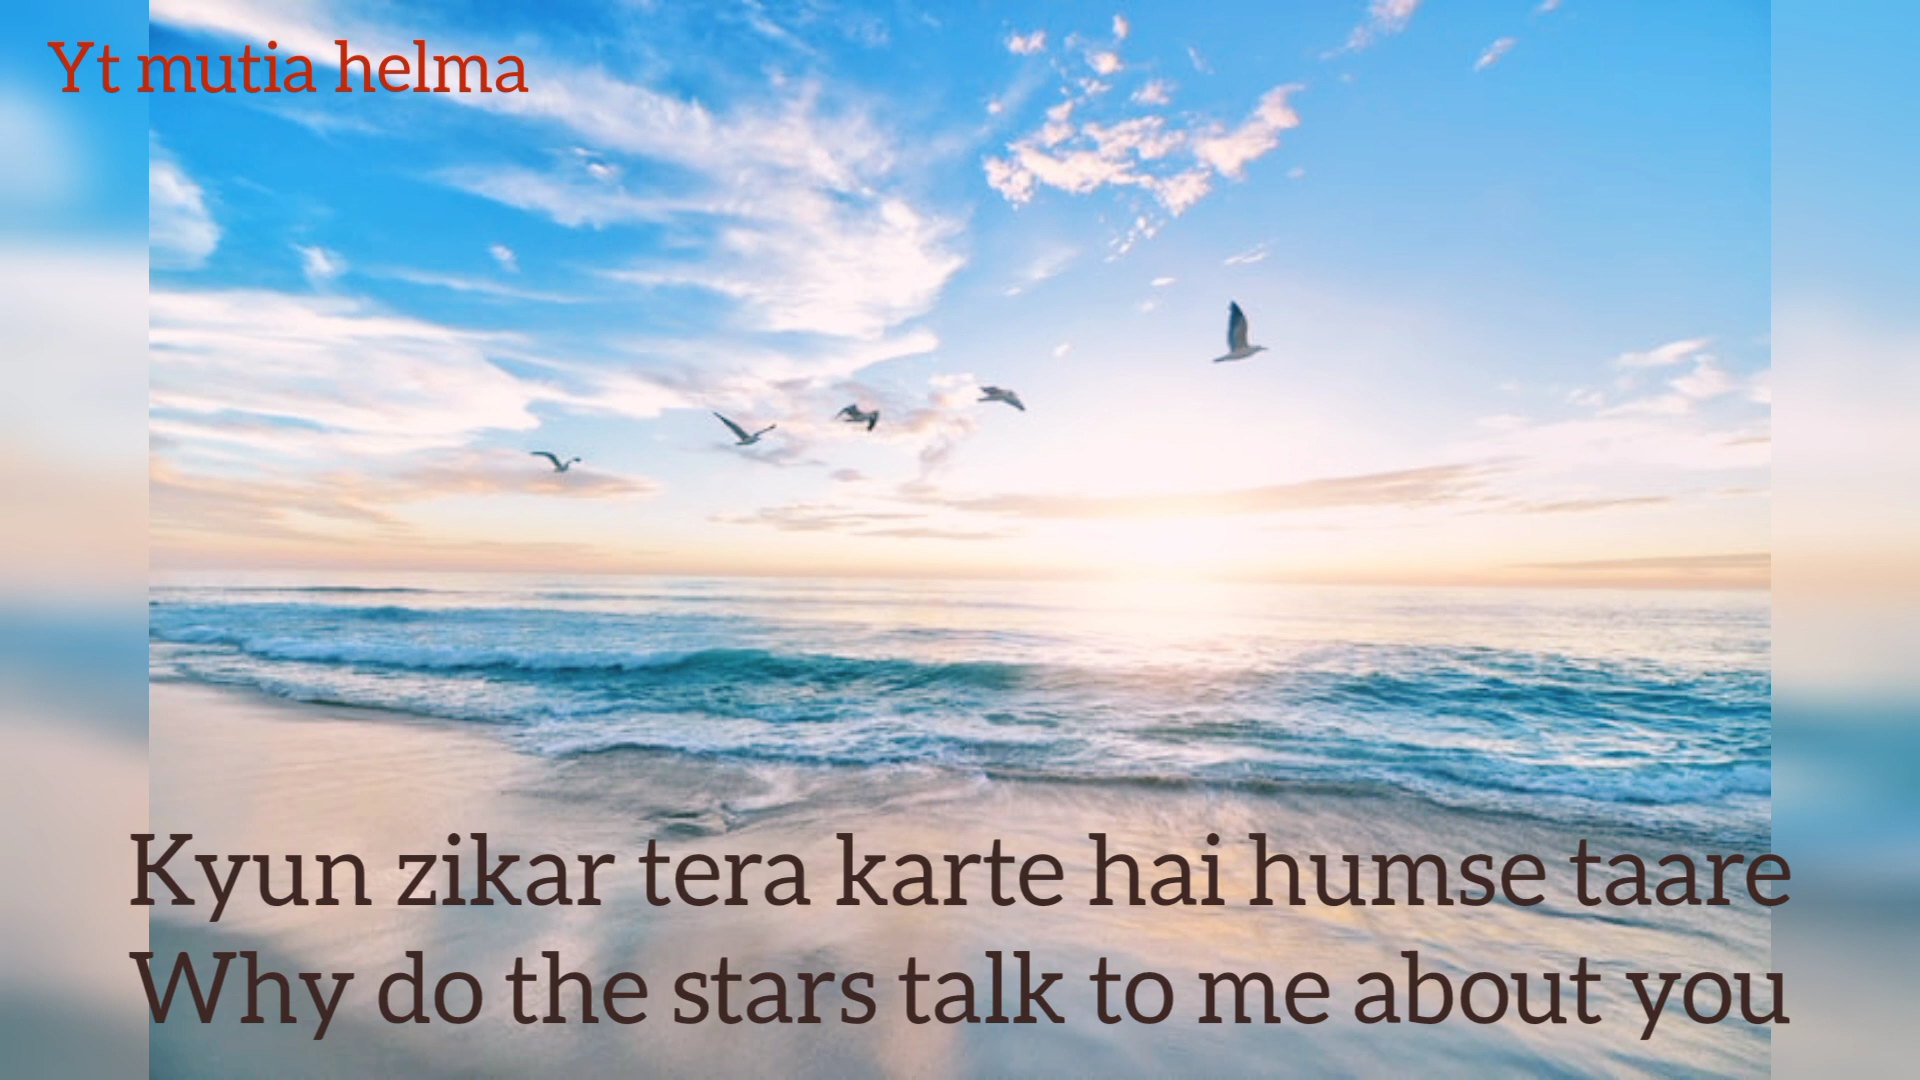 Yt mutia helma
Kyun zikar tera karte hai humse taare
Why do the stars talk to me about you